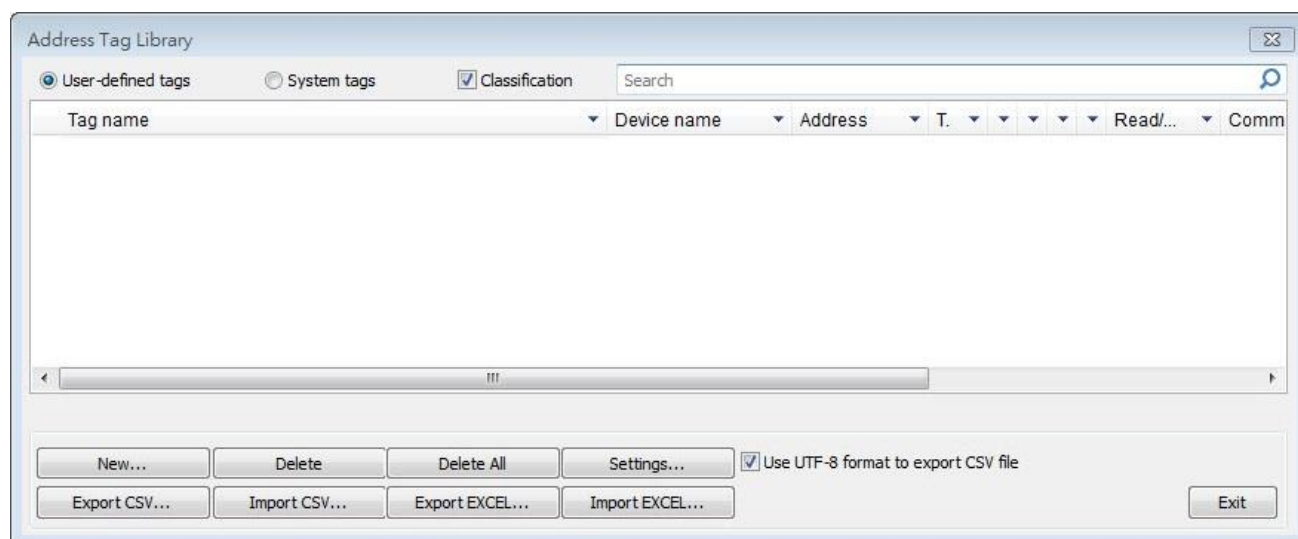 Address Tag Library
User-defined tags System tags Classification Search
Tag name Device name Address T. Read/... Comm
New... Delete Delete All Settings... Use UTF-8 format to export CSV file
Export CSV... Import CSV... Export EXCEL... Import EXCEL... Exit